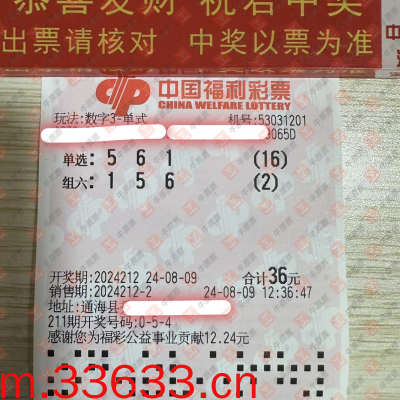 恭喜发财 祝君中奖
出票请核对 中奖以票为准
中国福利彩票
CHINA WELFARE LOTTERY
玩法:数字3-单式 机号:53031201
065D
单选: 5 6 1 (16)
组六: 1 5 6 (2)
开奖期:2024212 24-08-09 合计36元
销售期:2024212-2 24-08-09 12:36:47
地址:通海县
211期开奖号码:0-5-4
感谢您为福彩公益事业贡献12.24元
m.33633.cn